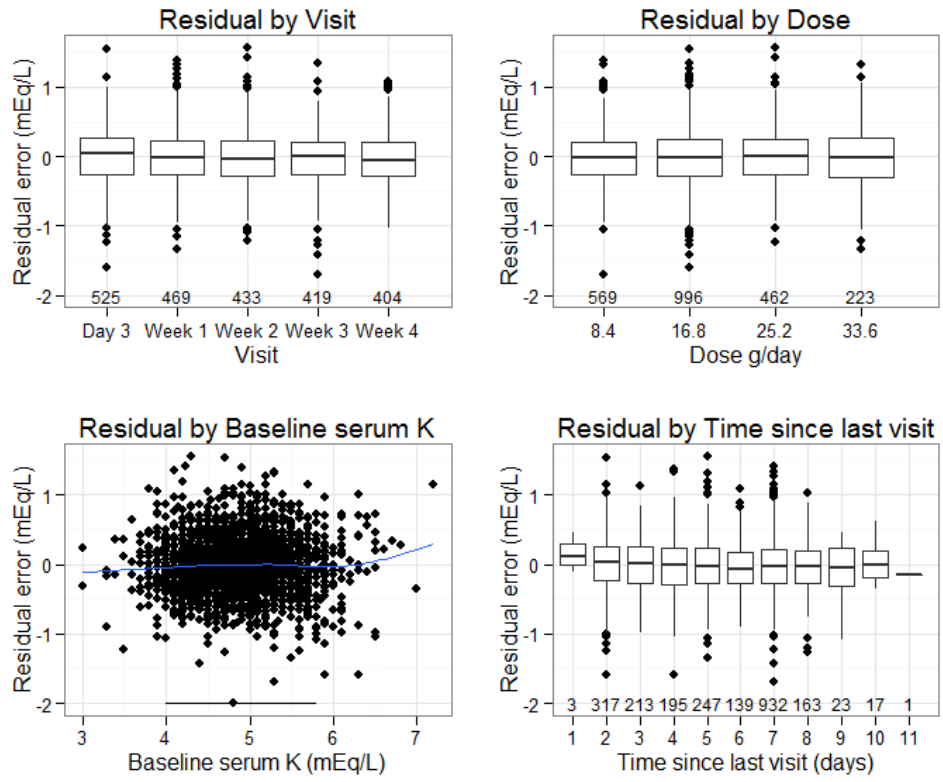 Residual by Visit
Residual error (mEq/L)
1
0
-1
-2
525 469 433 419 404
Day 3 Week 1 Week 2 Week 3 Week 4
Visit
Residual by Dose
Residual error (mEq/L)
1
0
-1
-2
569 996 462 223
8.4 16.8 25.2 33.6
Dose g/day
Residual by Baseline serum K
Residual error (mEq/L)
1
0
-1
-2
3 4 5 6 7
Baseline serum K (mEq/L)
Residual by Time since last visit
Residual error (mEq/L)
1
0
-1
-2
3 317 213 195 247 139 932 163 23 17 1
1 2 3 4 5 6 7 8 9 10 11
Time since last visit (days)